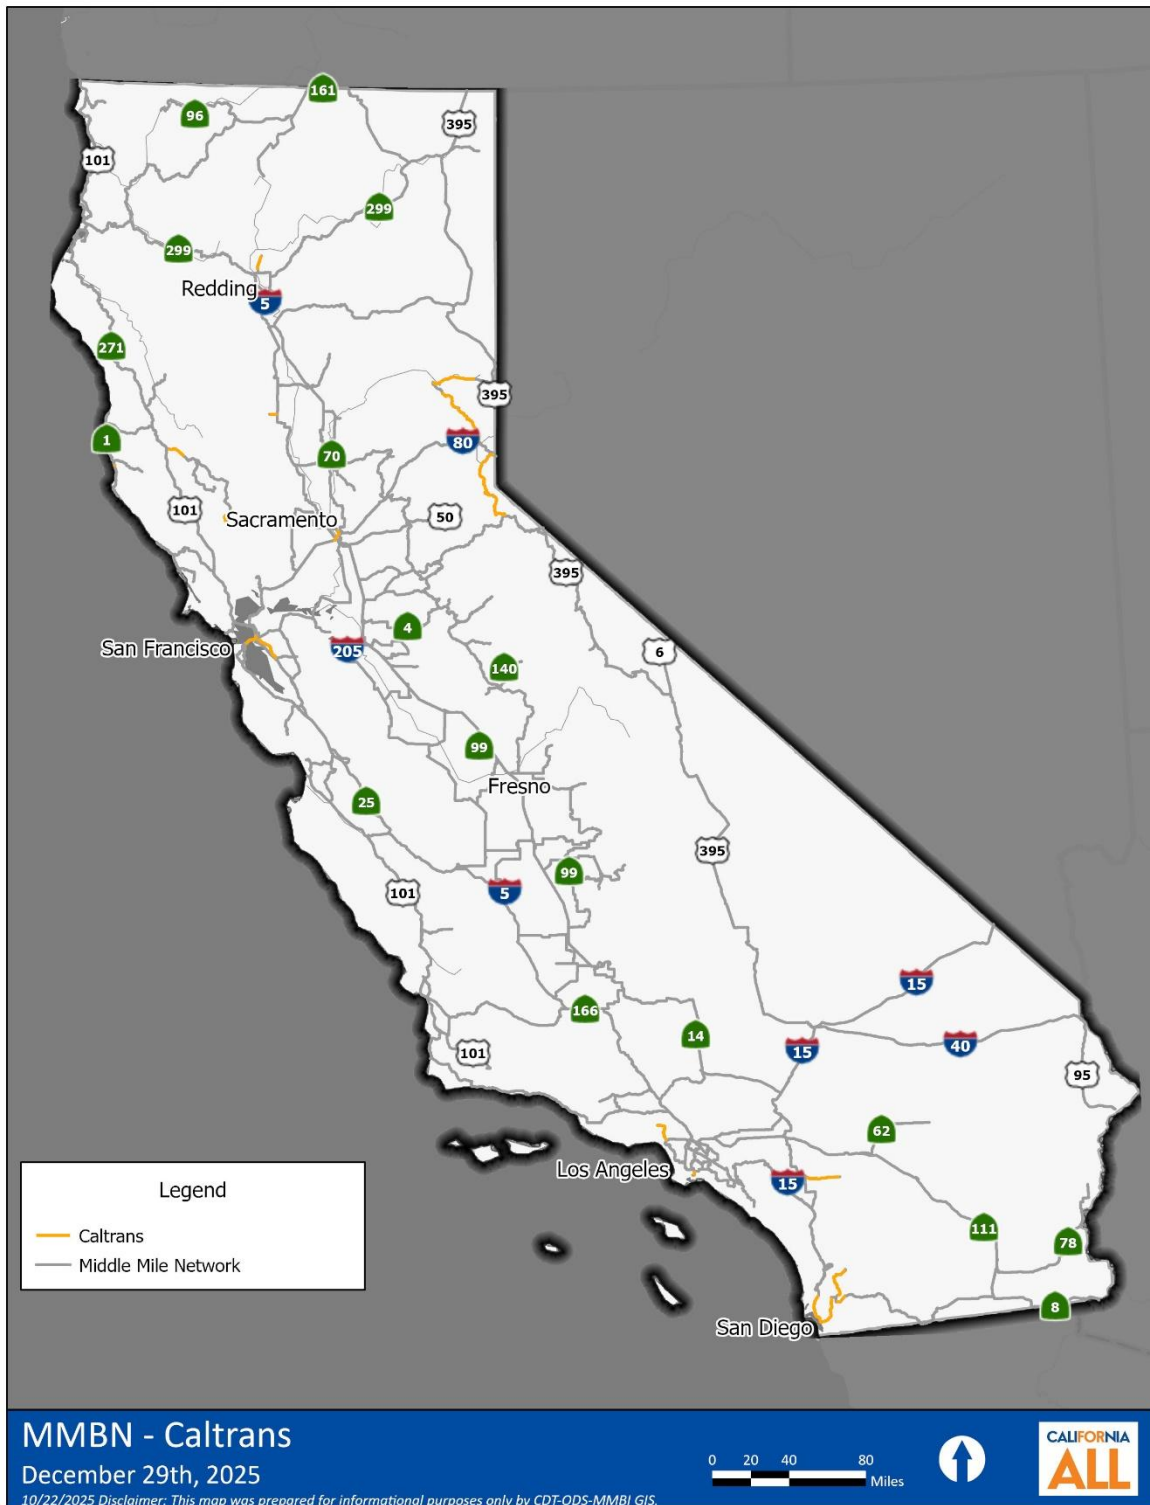 161
96
395
101
299
299
Redding
5
271
395
1
80
70
101
Sacramento
50
395
4
San Francisco
205
6
140
99
Fresno
25
395
99
101
5
15
166
14
101
15
40
95
62
Los Angeles
15
111
78
8
San Diego
Legend
Caltrans
Middle Mile Network
MMBN - Caltrans
December 29th, 2025
10/22/2025 Disclaimer: This map was prepared for informational purposes only by CDT-ODS-MMBI GIS.
0 20 40 80
Miles
CALIFORNIA
ALL